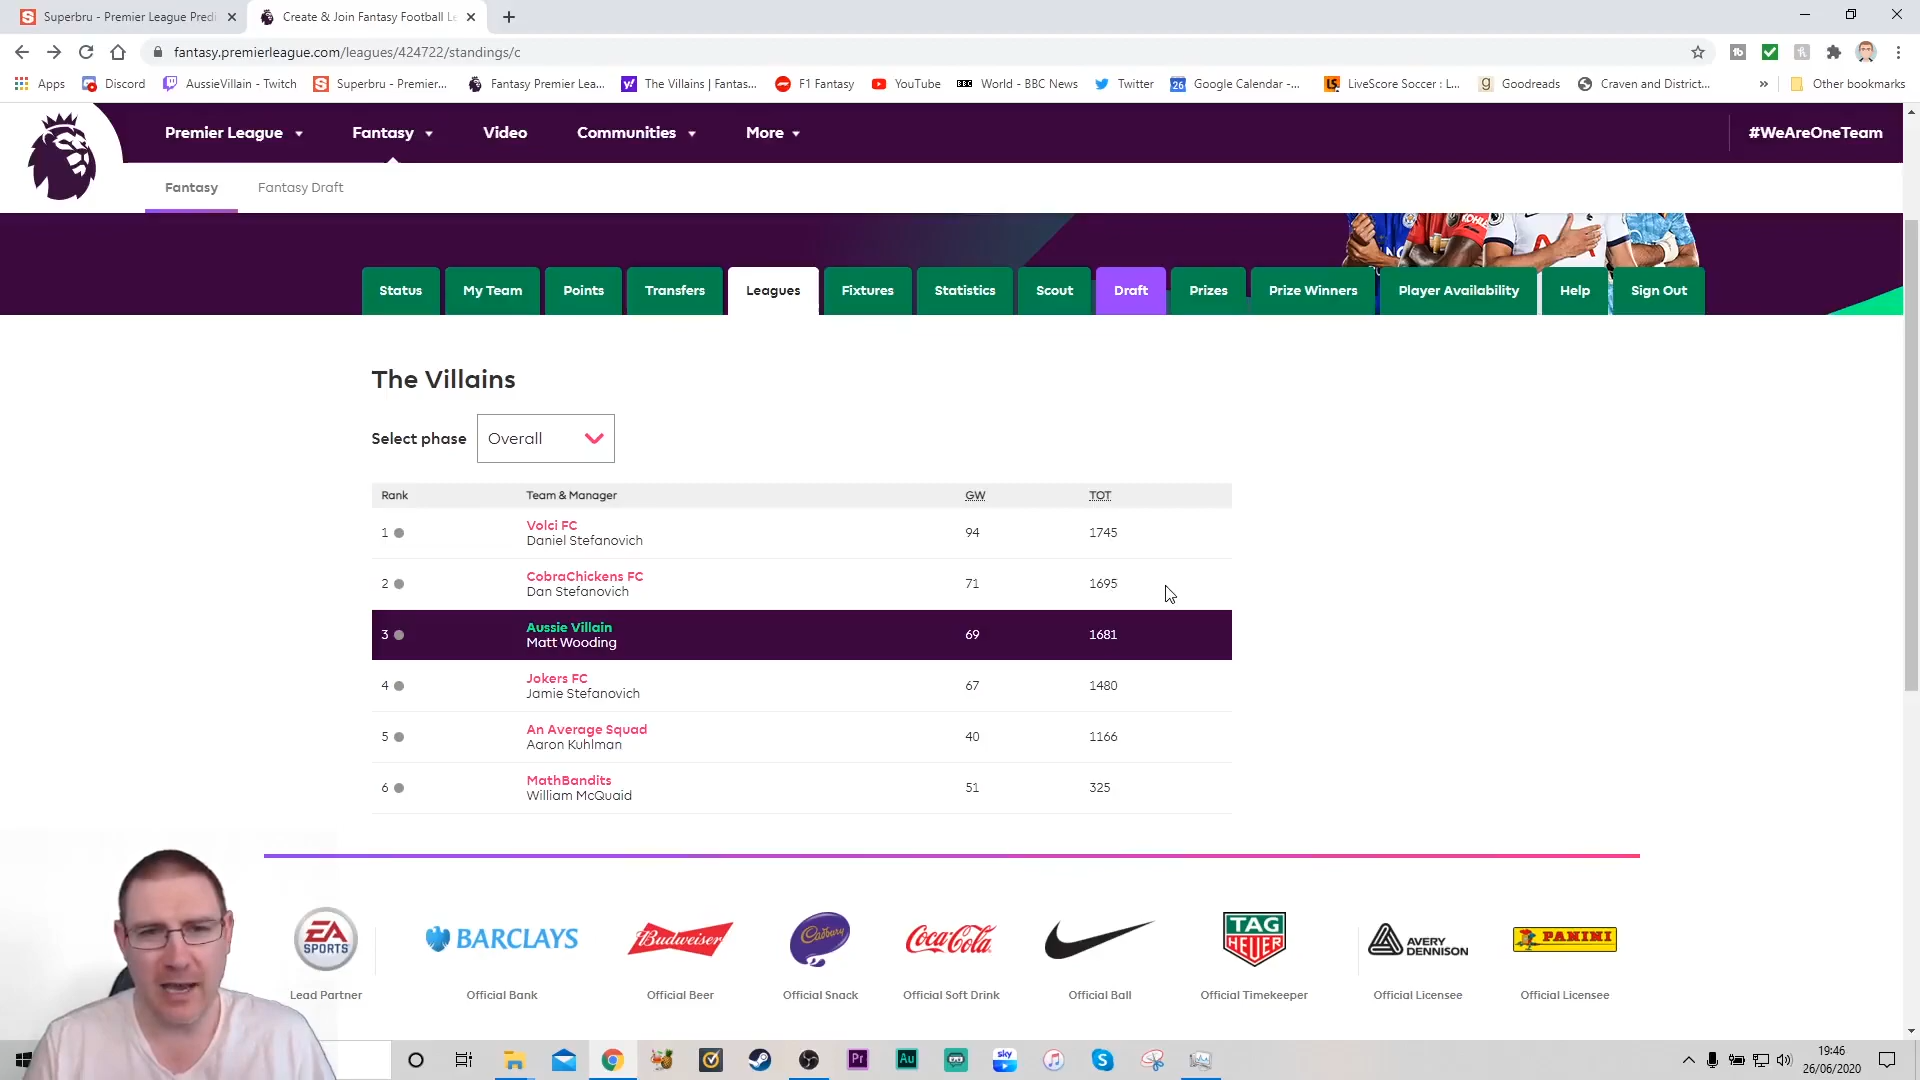 Superbru - Premier League Predi
Create & Join Fantasy Football Le
fantasy.premierleague.com/leagues/424722/standings/c
Apps Discord AussieVillain - Twitch Superbru - Premier... Fantasy Premier Lea... The Villains | Fantas... F1 Fantasy YouTube BBC World - BBC News Twitter 26 Google Calendar -... LS LiveScore Soccer : L... g Goodreads Craven and District... » Other bookmarks
Premier League Fantasy Video Communities More #WeAreOneTeam
Fantasy Fantasy Draft
Status My Team Points Transfers Leagues Fixtures Statistics Scout Draft Prizes Prize Winners Player Availability Help Sign Out
The Villains
Select phase Overall
Rank Team & Manager GW TOT
1 Volci FC 94 1745
Daniel Stefanovich
2 CobraChickens FC 71 1695
Dan Stefanovich
3 Aussie Villain 69 1681
Matt Wooding
4 Jokers FC 67 1480
Jamie Stefanovich
5 An Average Squad 40 1166
Aaron Kuhlman
6 MathBandits 51 325
William McQuaid
EA SPORTS BARCLAYS Budweiser Cadbury Coca-Cola TAG HEUER AVERY DENNISON PANINI
Lead Partner Official Bank Official Beer Official Snack Official Soft Drink Official Ball Official Timekeeper Official Licensee Official Licensee
Pr Au sky
19:46
26/06/2020